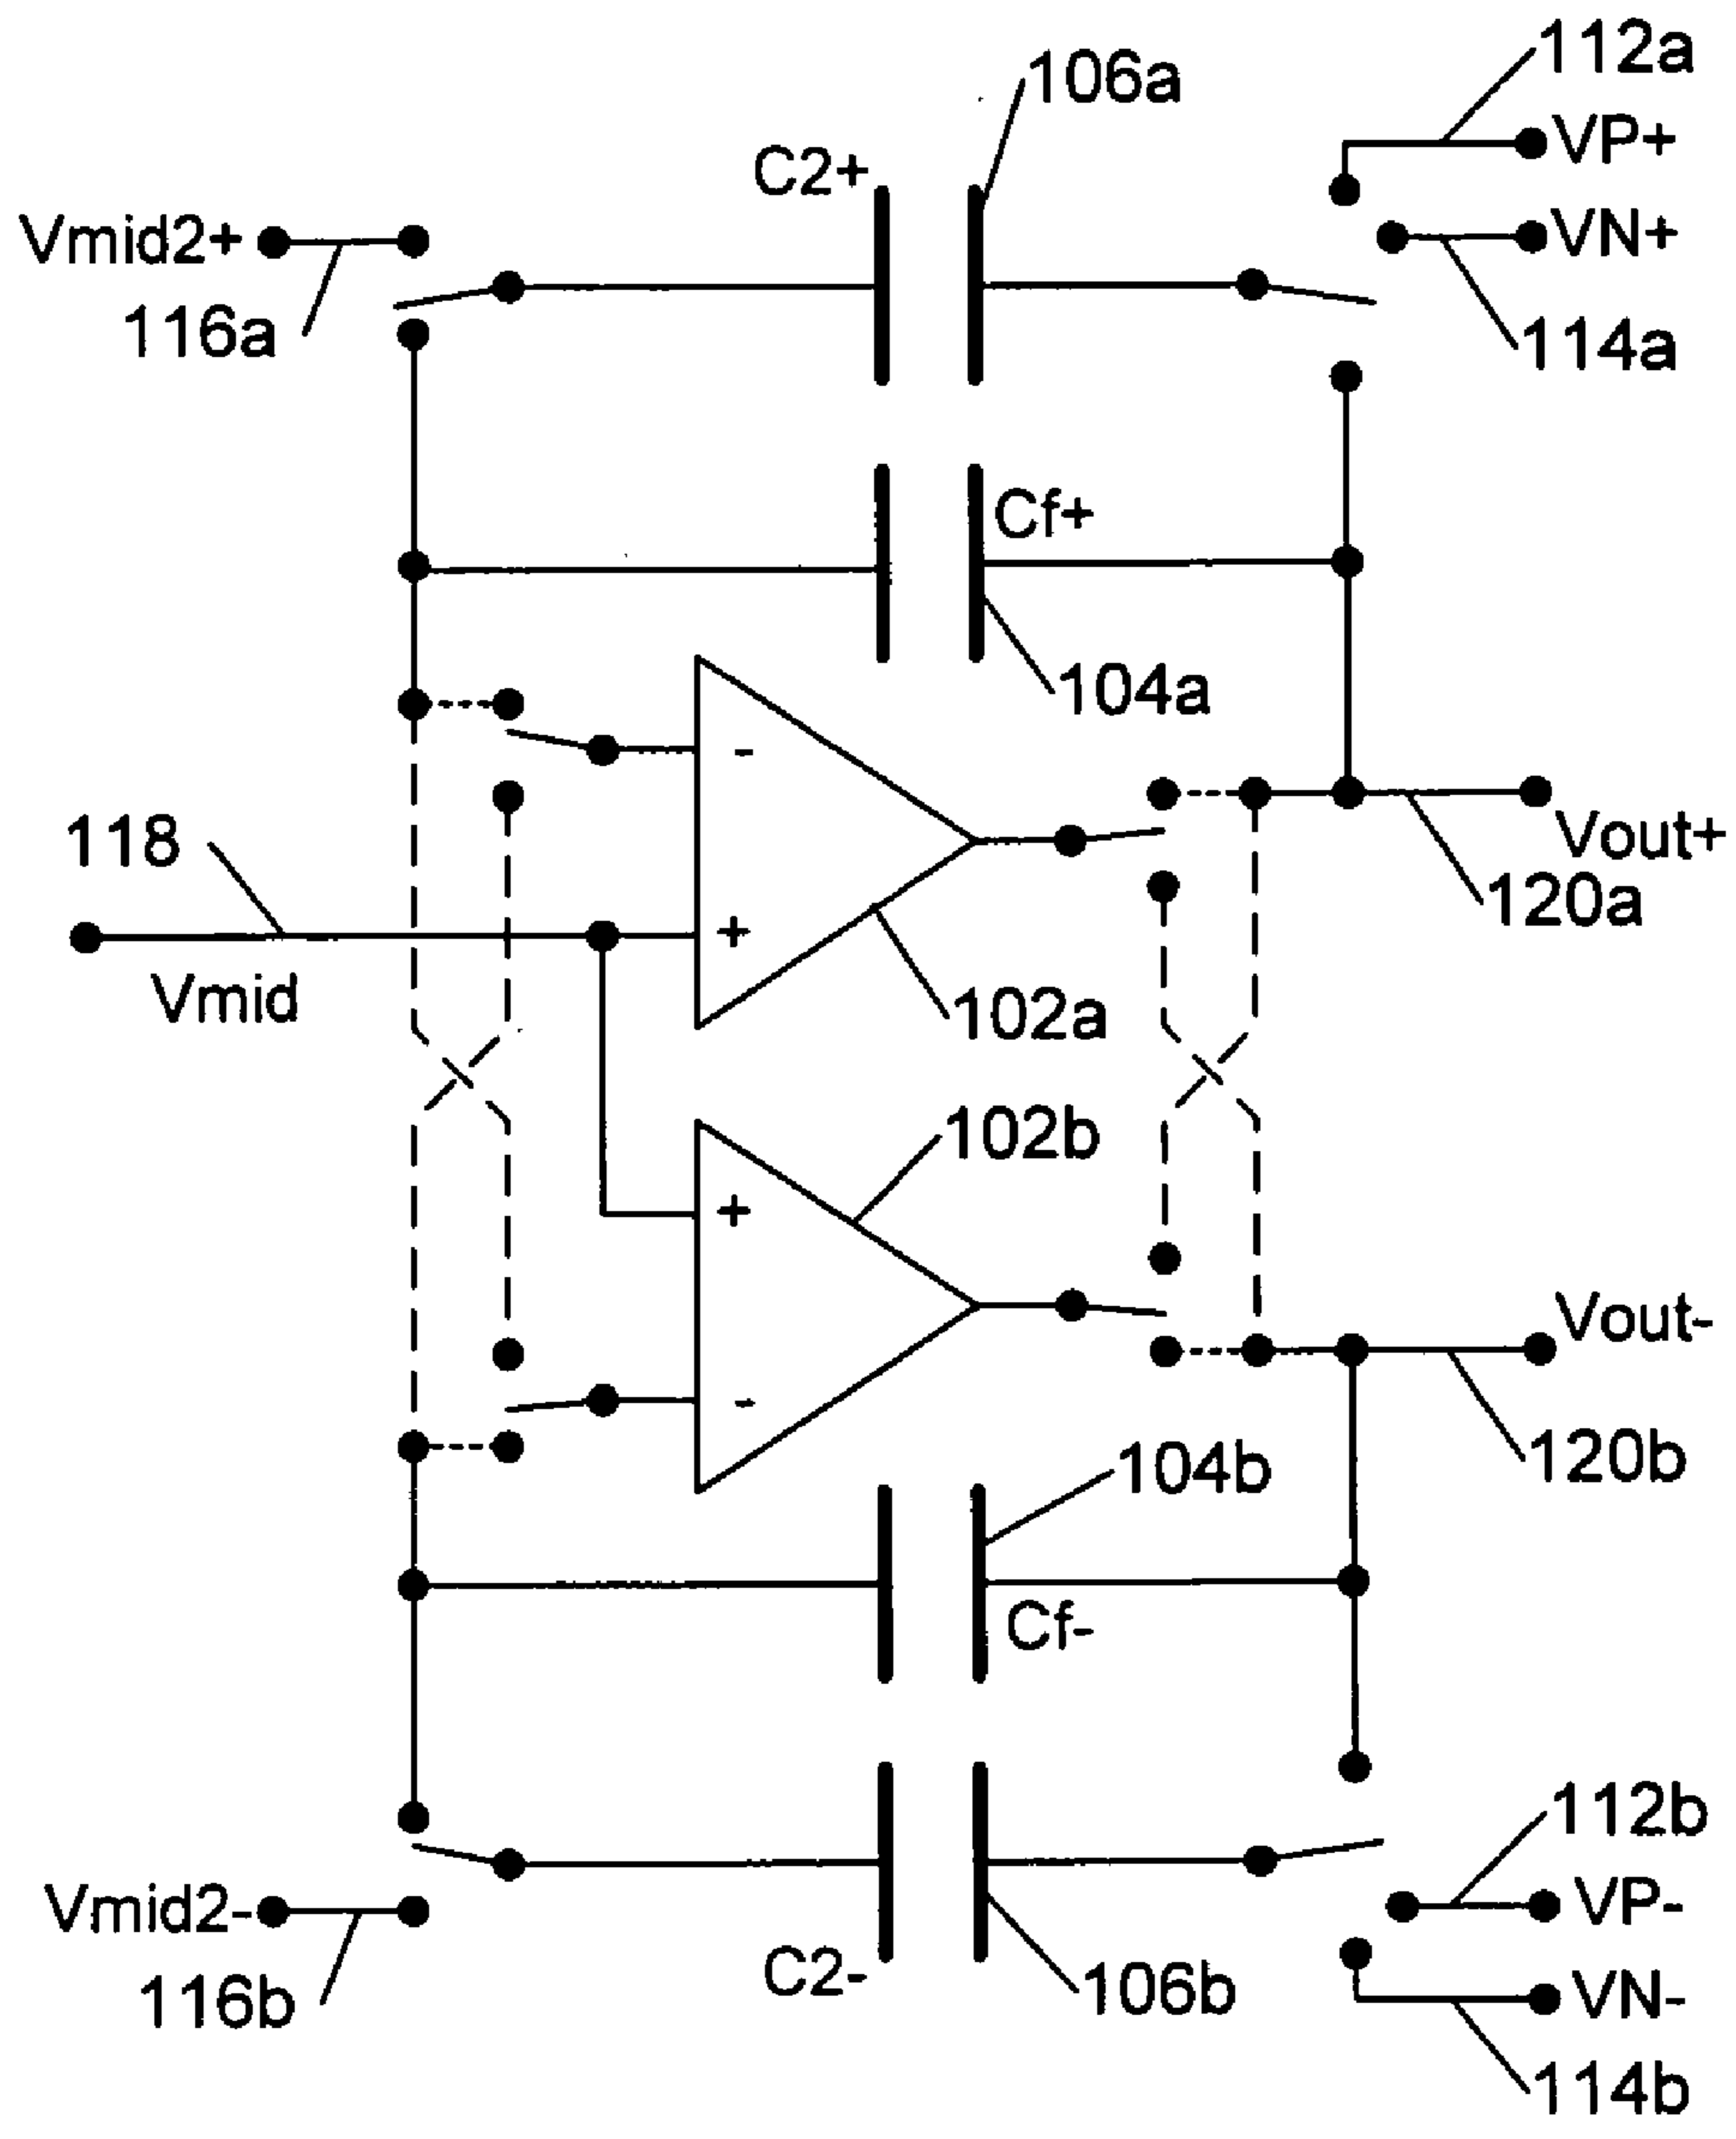 112a
106a
VP+
C2+
Vmid2+
VN+
116a
114a
Cf+
104a
-
118
Vout+
120a
+
Vmid
102a
102b
+
Vout-
-
104b
120b
Cf-
112b
Vmid2-
VP-
C2-
116b
106b
VN-
114b